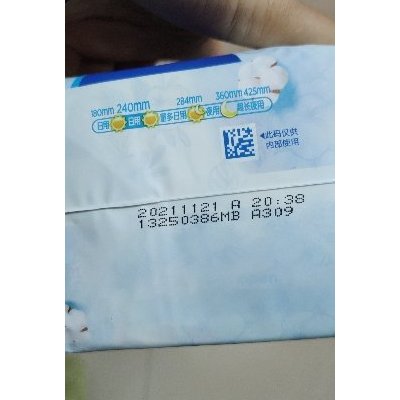 180mm 240mm 284mm 360mm 425mm
日用 日用 量多日用 夜用 超长夜用
◀此码仅供
内部使用
20211121 A 20:38
13250386MB A309